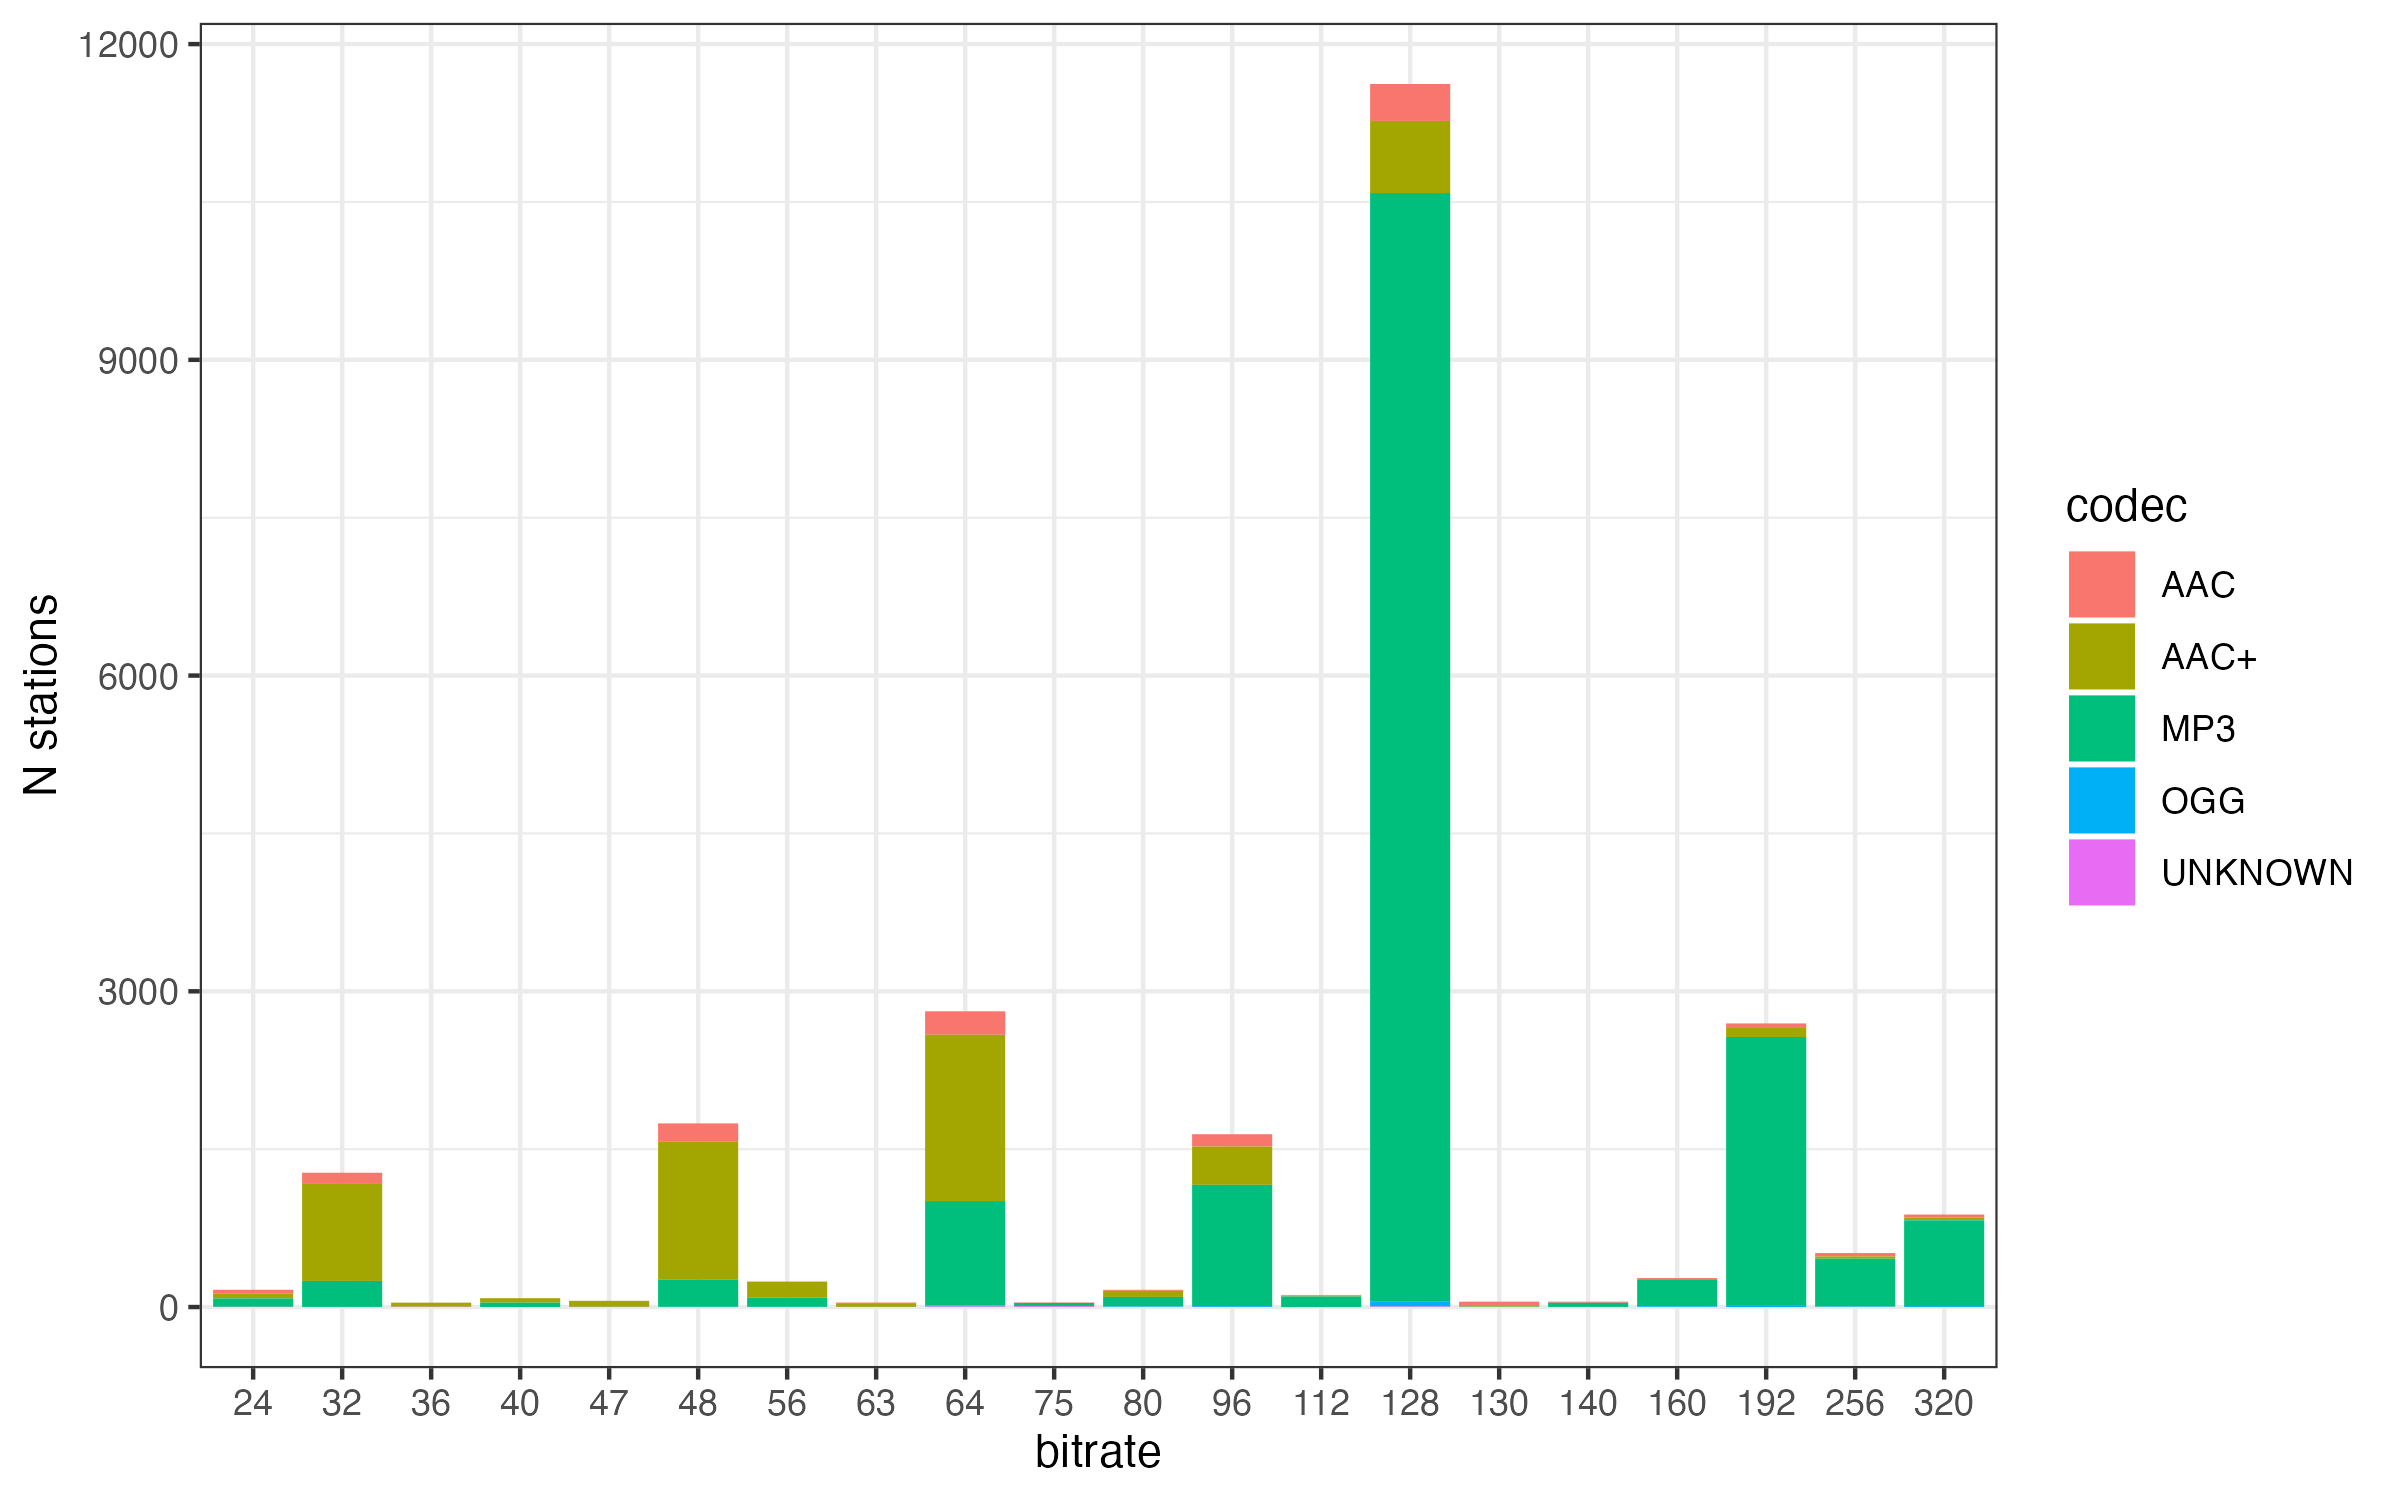 12000
9000
6000
3000
0
N stations
24 32 36 40 47 48 56 63 64 75 80 96 112 128 130 140 160 192 256 320
bitrate
codec
AAC
AAC+
MP3
OGG
UNKNOWN